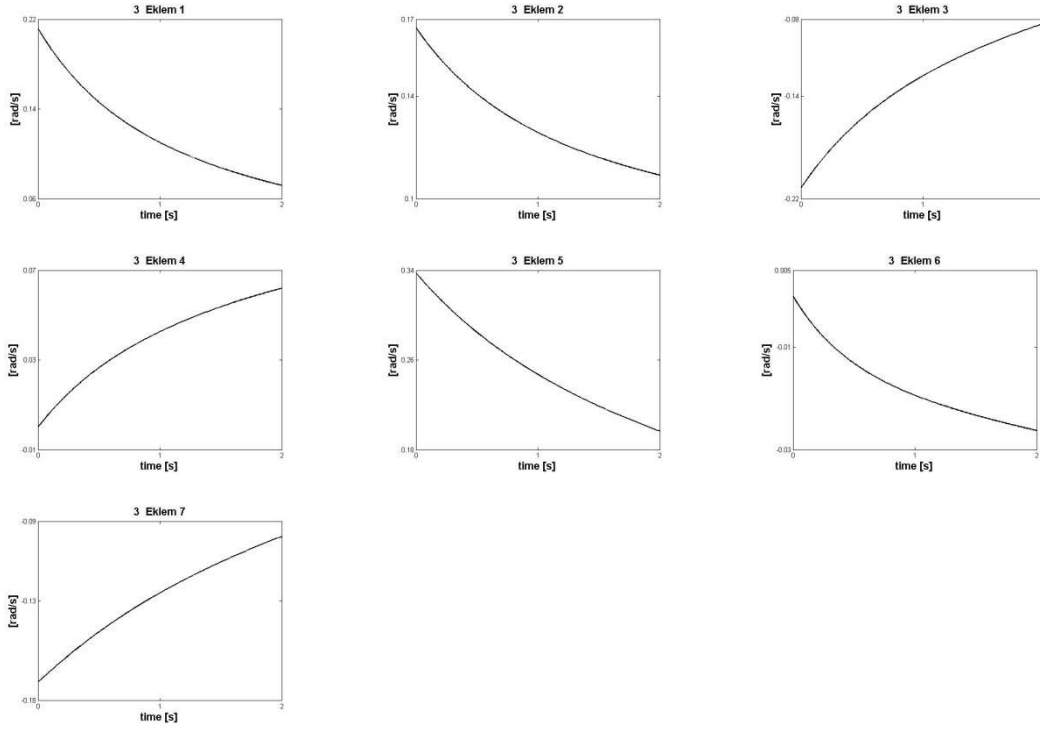 3 Eklem 1
0.22
0.14
0.06
[rad/s]
0
1
2
time [s]
3 Eklem 2
0.17
0.14
0.1
[rad/s]
0
1
2
time [s]
3 Eklem 3
-0.08
-0.14
-0.22
[rad/s]
0
1
time [s]
3 Eklem 4
0.07
0.03
-0.01
[rad/s]
0
1
2
time [s]
3 Eklem 5
0.34
0.26
0.18
[rad/s]
0
1
2
time [s]
3 Eklem 6
0.005
-0.01
-0.03
[rad/s]
0
1
2
time [s]
3 Eklem 7
-0.09
-0.13
-0.18
[rad/s]
0
1
2
time [s]